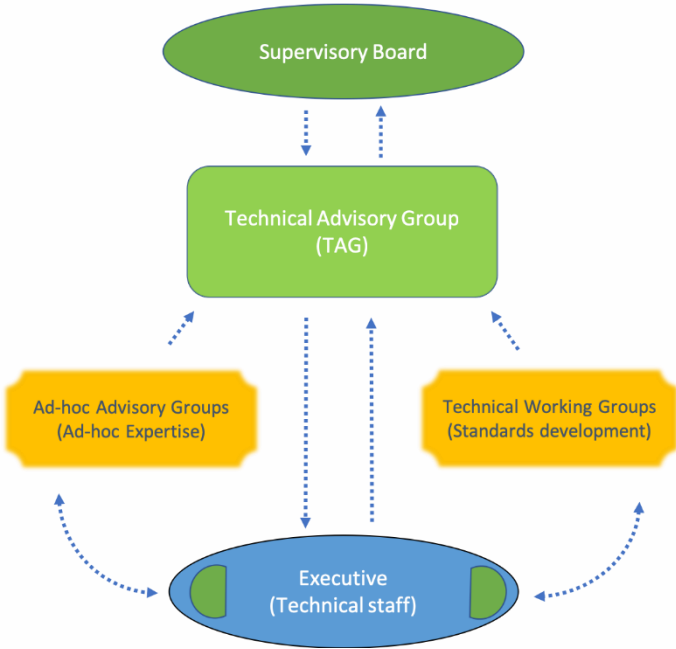 Supervisory Board
Technical Advisory Group
(TAG)
Ad-hoc Advisory Groups
(Ad-hoc Expertise)
Technical Working Groups
(Standards development)
Executive
(Technical staff)